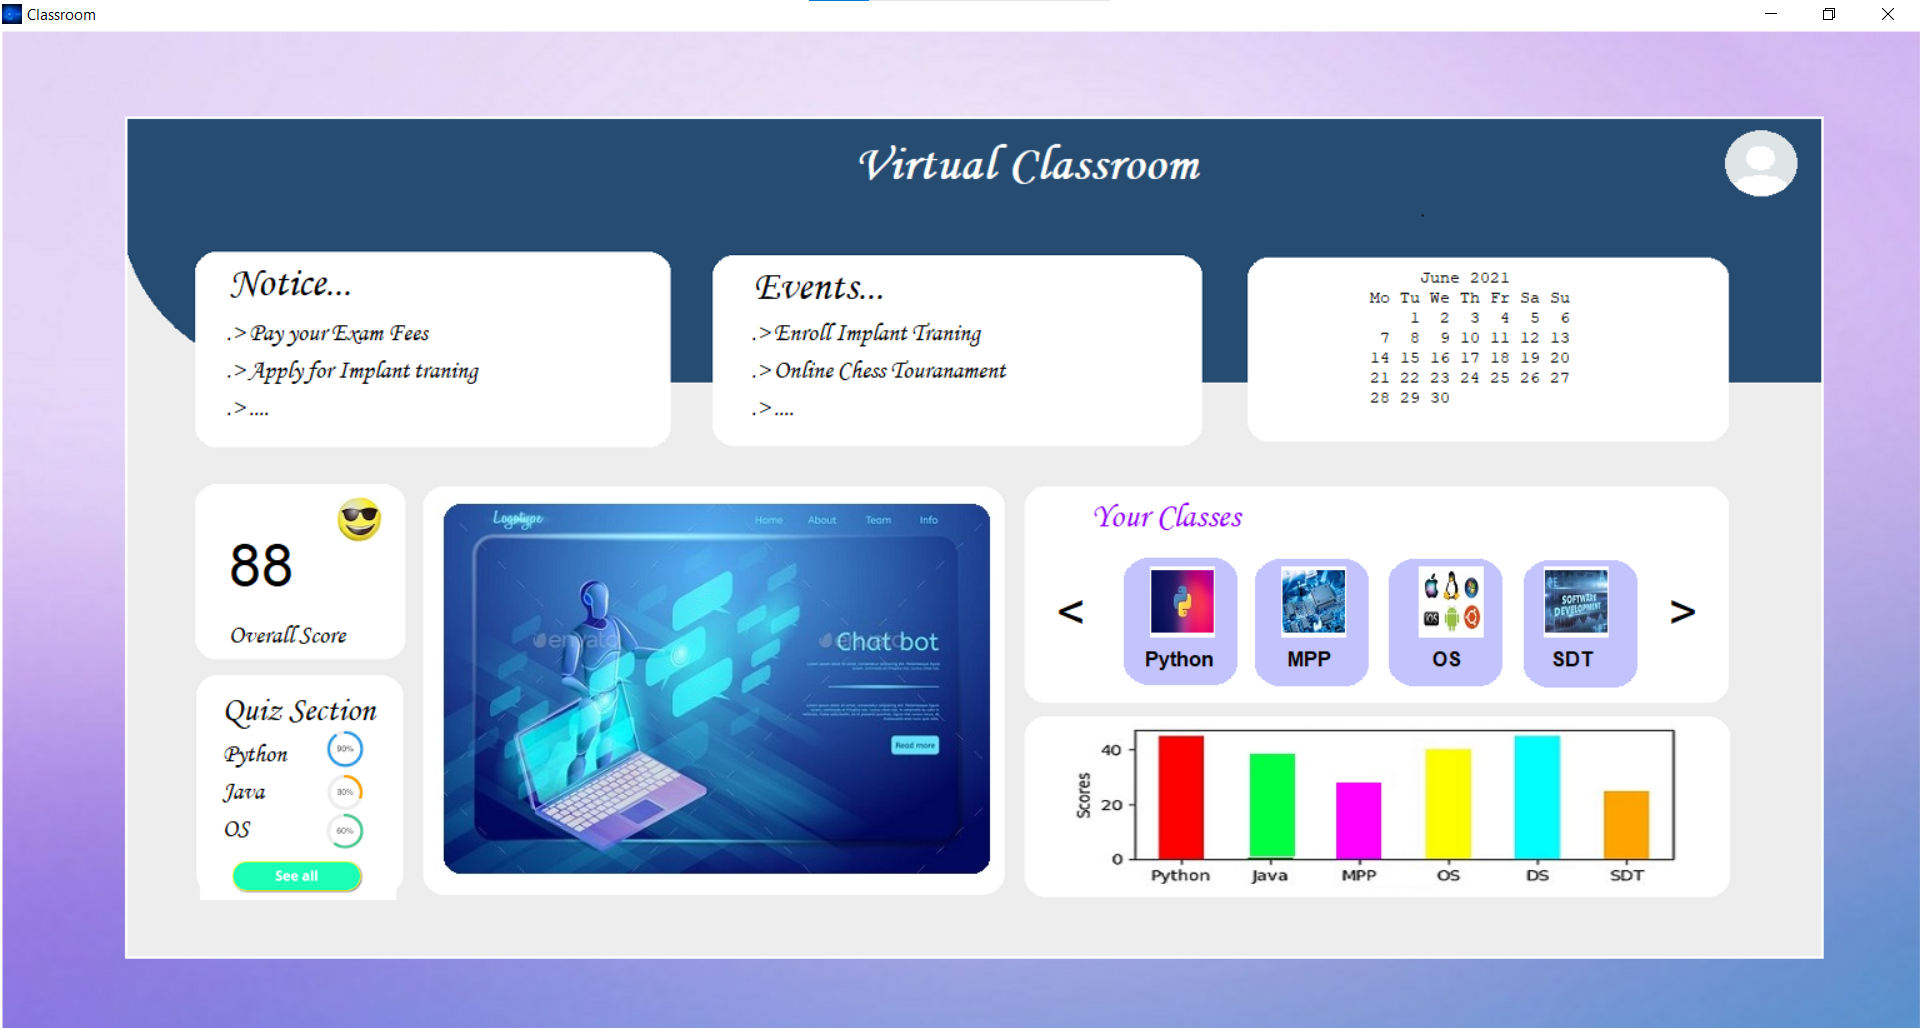 Classroom
Virtual Classroom
Notice...
.> Pay your Exam Fees
.> Apply for Implant traning
.> ....
Events...
.> Enroll Implant Traning
.> Online Chess Touranament
.> ....
June 2021
Mo Tu We Th Fr Sa Su
1 2 3 4 5 6
7 8 9 10 11 12 13
14 15 16 17 18 19 20
21 22 23 24 25 26 27
28 29 30
88
Overall Score
Quiz Section
Python 90%
Java 30%
OS 60%
See all
Logotype Home About Team Info
envato
Chat bot
Read more
Your Classes
< >
SOFTWARE
DEVELOPMENT
iOS
Python MPP OS SDT
Scores
40
20
0
Python Java MPP OS DS SDT